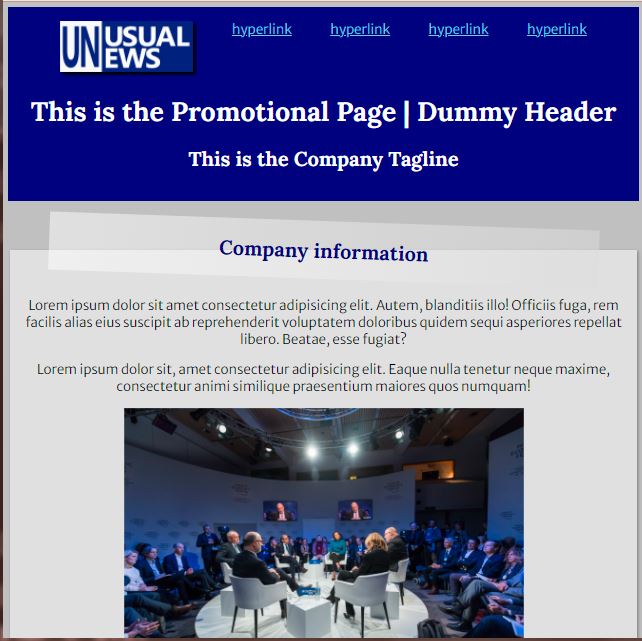 UNUSUAL
NEWS
hyperlink hyperlink hyperlink hyperlink
This is the Promotional Page | Dummy Header
This is the Company Tagline
Company information
Lorem ipsum dolor sit amet consectetur adipisicing elit. Autem, blanditiis illo! Officiis fuga, rem
facilis alias eius suscipit ab reprehenderit voluptatem doloribus quidem sequi asperiores repellat
libero. Beatae, esse fugiat?
Lorem ipsum dolor sit, amet consectetur adipisicing elit. Eaque nulla tenetur neque maxime,
consectetur animi similique praesentium maiores quos numquam!